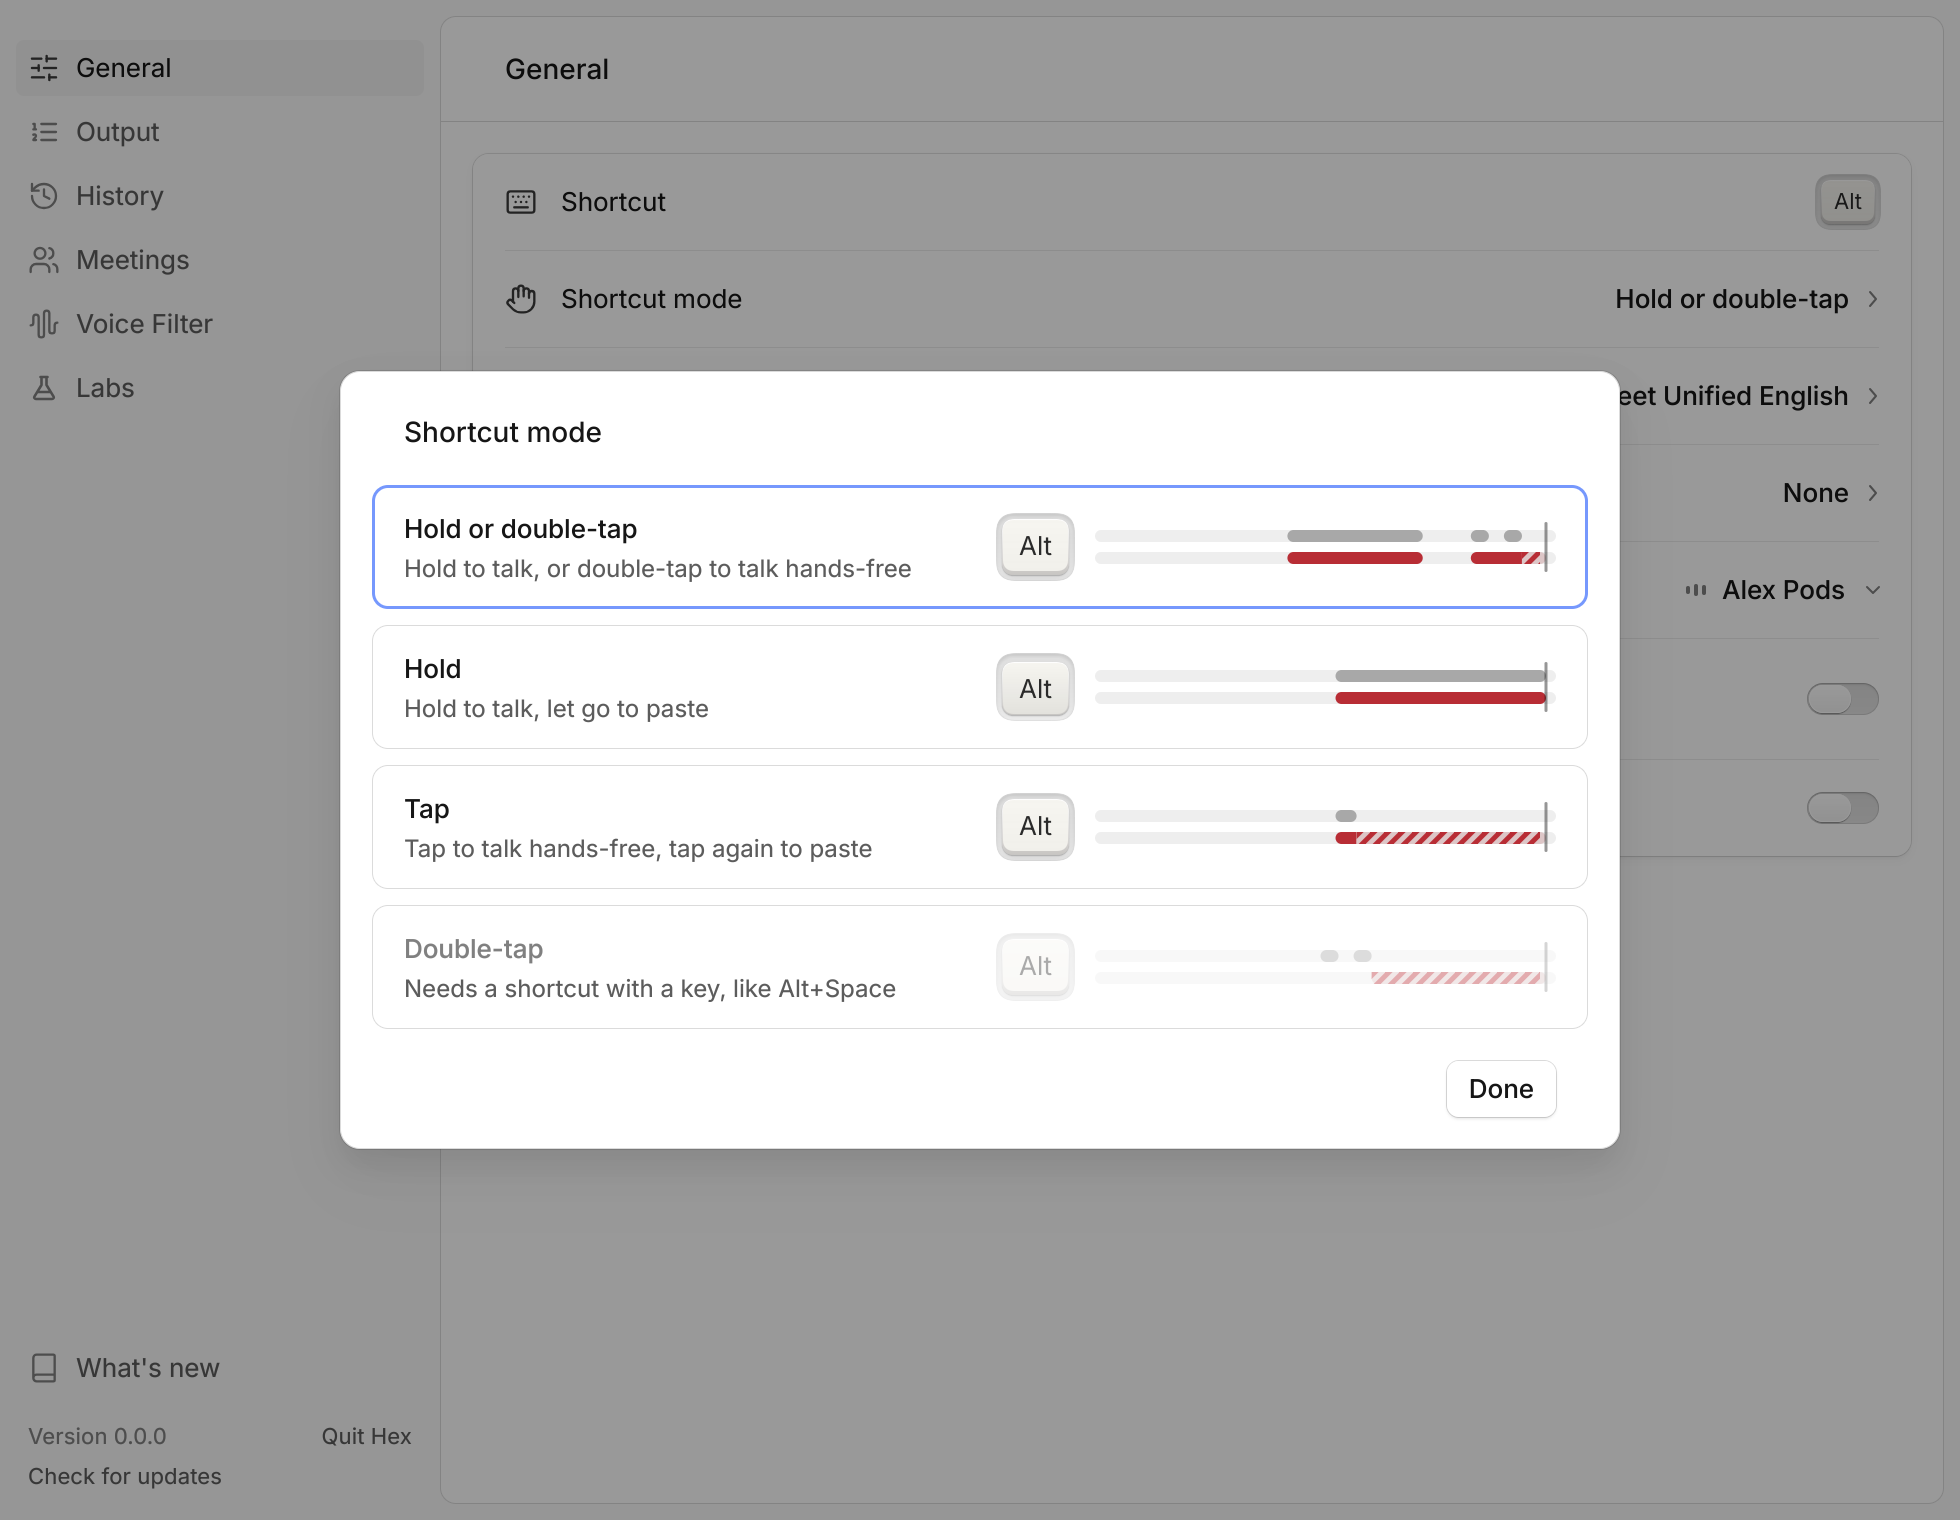 General
Output
History
Meetings
Voice Filter
Labs
What's new
Version 0.0.0
Quit Hex
Check for updates
General
Shortcut
Alt
Shortcut mode
Hold or double-tap
Unified English
None
Alex Pods
Shortcut mode
Hold or double-tap
Hold to talk, or double-tap to talk hands-free
Alt
Hold
Hold to talk, let go to paste
Alt
Tap
Tap to talk hands-free, tap again to paste
Alt
Double-tap
Needs a shortcut with a key, like Alt+Space
Alt
Done